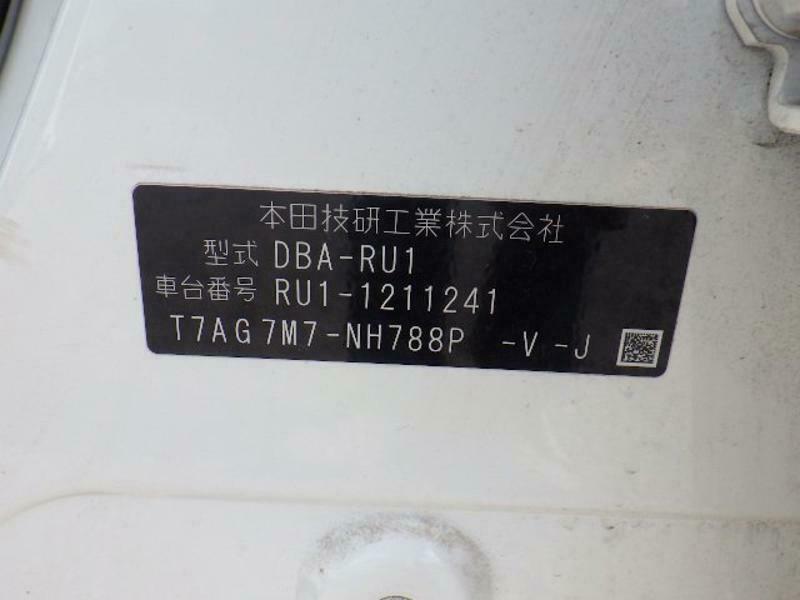 本田技研工業株式会社
型式 DBA-RU1
車台番号 RU1-1211241
T7AG7M7-NH788P -V-J